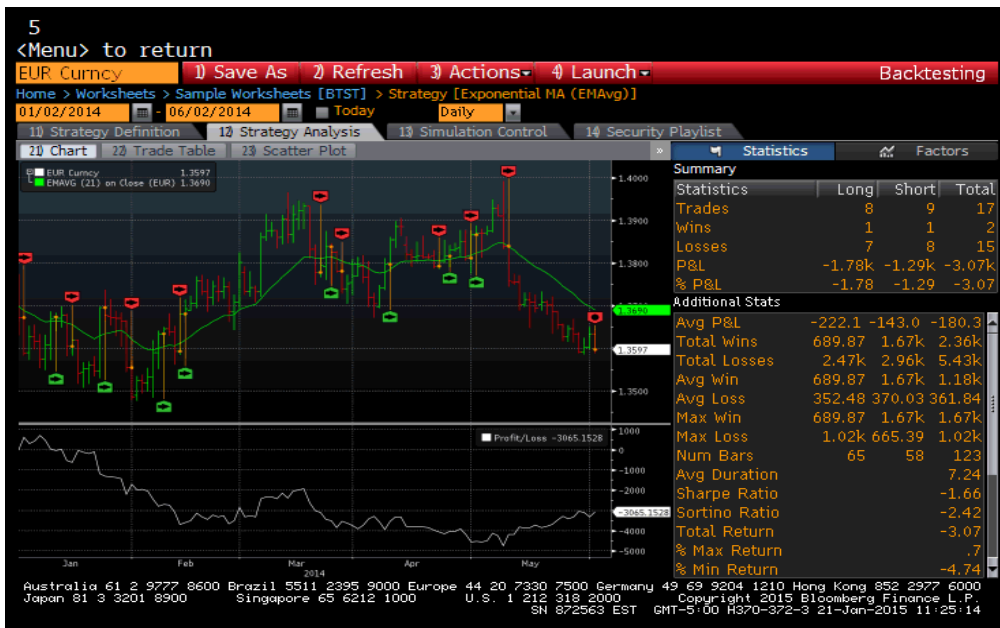 5
<Menu> to return
EUR Curncy 1) Save As 2) Refresh 3) Actions 4) Launch Backtesting
Home > Worksheets > Sample Worksheets [BTST] > Strategy [Exponential MA (EMAvg)]
01/02/2014 - 06/02/2014 Today Daily
11) Strategy Definition 12) Strategy Analysis 13) Simulation Control 14) Security Playlist
21) Chart 22) Trade Table 23) Scatter Plot » Statistics Factors
EUR Curncy 1.3597
EMAVG (21) on Close (EUR) 1.3690
1.4000
1.3900
1.3800
1.3690
1.3597
1.3500
Profit/Loss -3065.1528
1000
0
-1000
-2000
-3065.1528
-4000
-5000
Jan Feb Mar Apr May
2014
Summary
Statistics Long Short Total
Trades 8 9 17
Wins 1 1 2
Losses 7 8 15
P&L -1.78k -1.29k -3.07k
% P&L -1.78 -1.29 -3.07
Additional Stats
Avg P&L -222.1 -143.0 -180.3
Total Wins 689.87 1.67k 2.36k
Total Losses 2.47k 2.96k 5.43k
Avg Win 689.87 1.67k 1.18k
Avg Loss 352.48 370.03 361.84
Max Win 689.87 1.67k 1.67k
Max Loss 1.02k 665.39 1.02k
Num Bars 65 58 123
Avg Duration 7.24
Sharpe Ratio -1.66
Sortino Ratio -2.42
Total Return -3.07
% Max Return .7
% Min Return -4.74
Australia 61 2 9777 8600 Brazil 5511 2395 9000 Europe 44 20 7330 7500 Germany 49 69 9204 1210 Hong Kong 852 2977 6000
Japan 81 3 3201 8900 Singapore 65 6212 1000 U.S. 1 212 318 2000 Copyright 2015 Bloomberg Finance L.P.
SN 872563 EST GMT-5:00 H370-372-3 21-Jan-2015 11:25:14